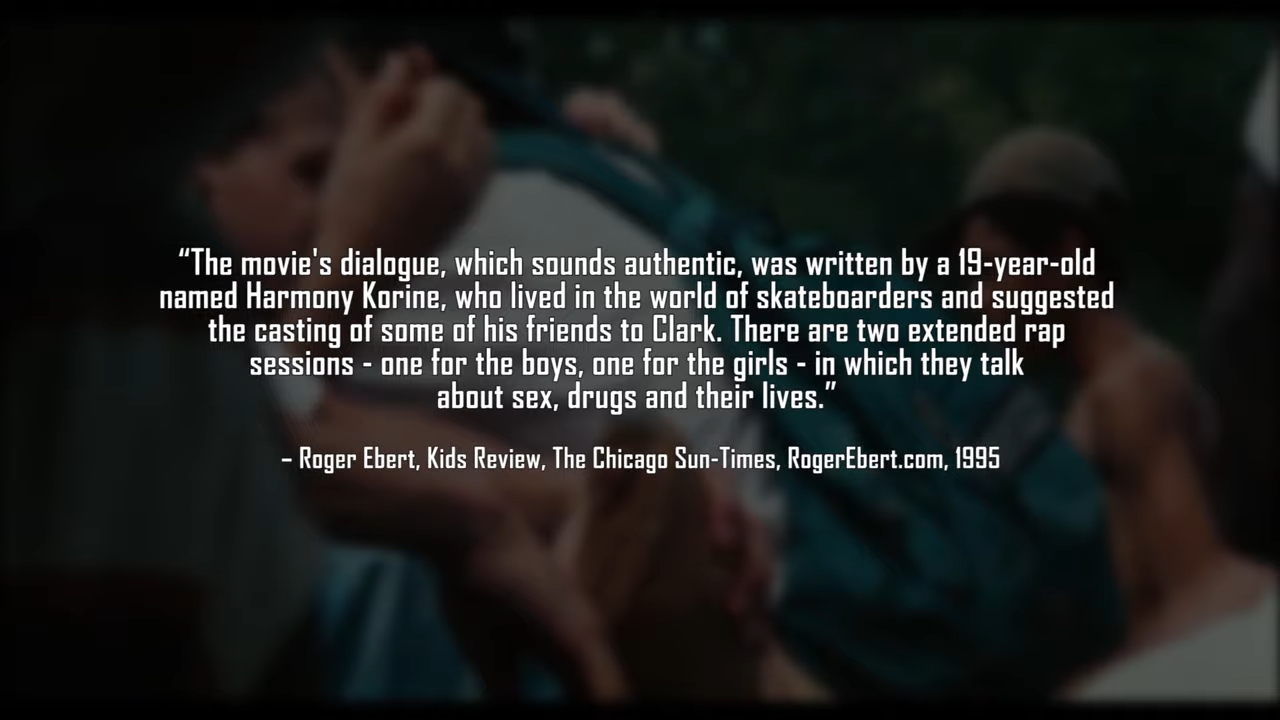 “The movie's dialogue, which sounds authentic, was written by a 19-year-old
named Harmony Korine, who lived in the world of skateboarders and suggested
the casting of some of his friends to Clark. There are two extended rap
sessions - one for the boys, one for the girls - in which they talk
about sex, drugs and their lives.”
– Roger Ebert, Kids Review, The Chicago Sun-Times, RogerEbert.com, 1995